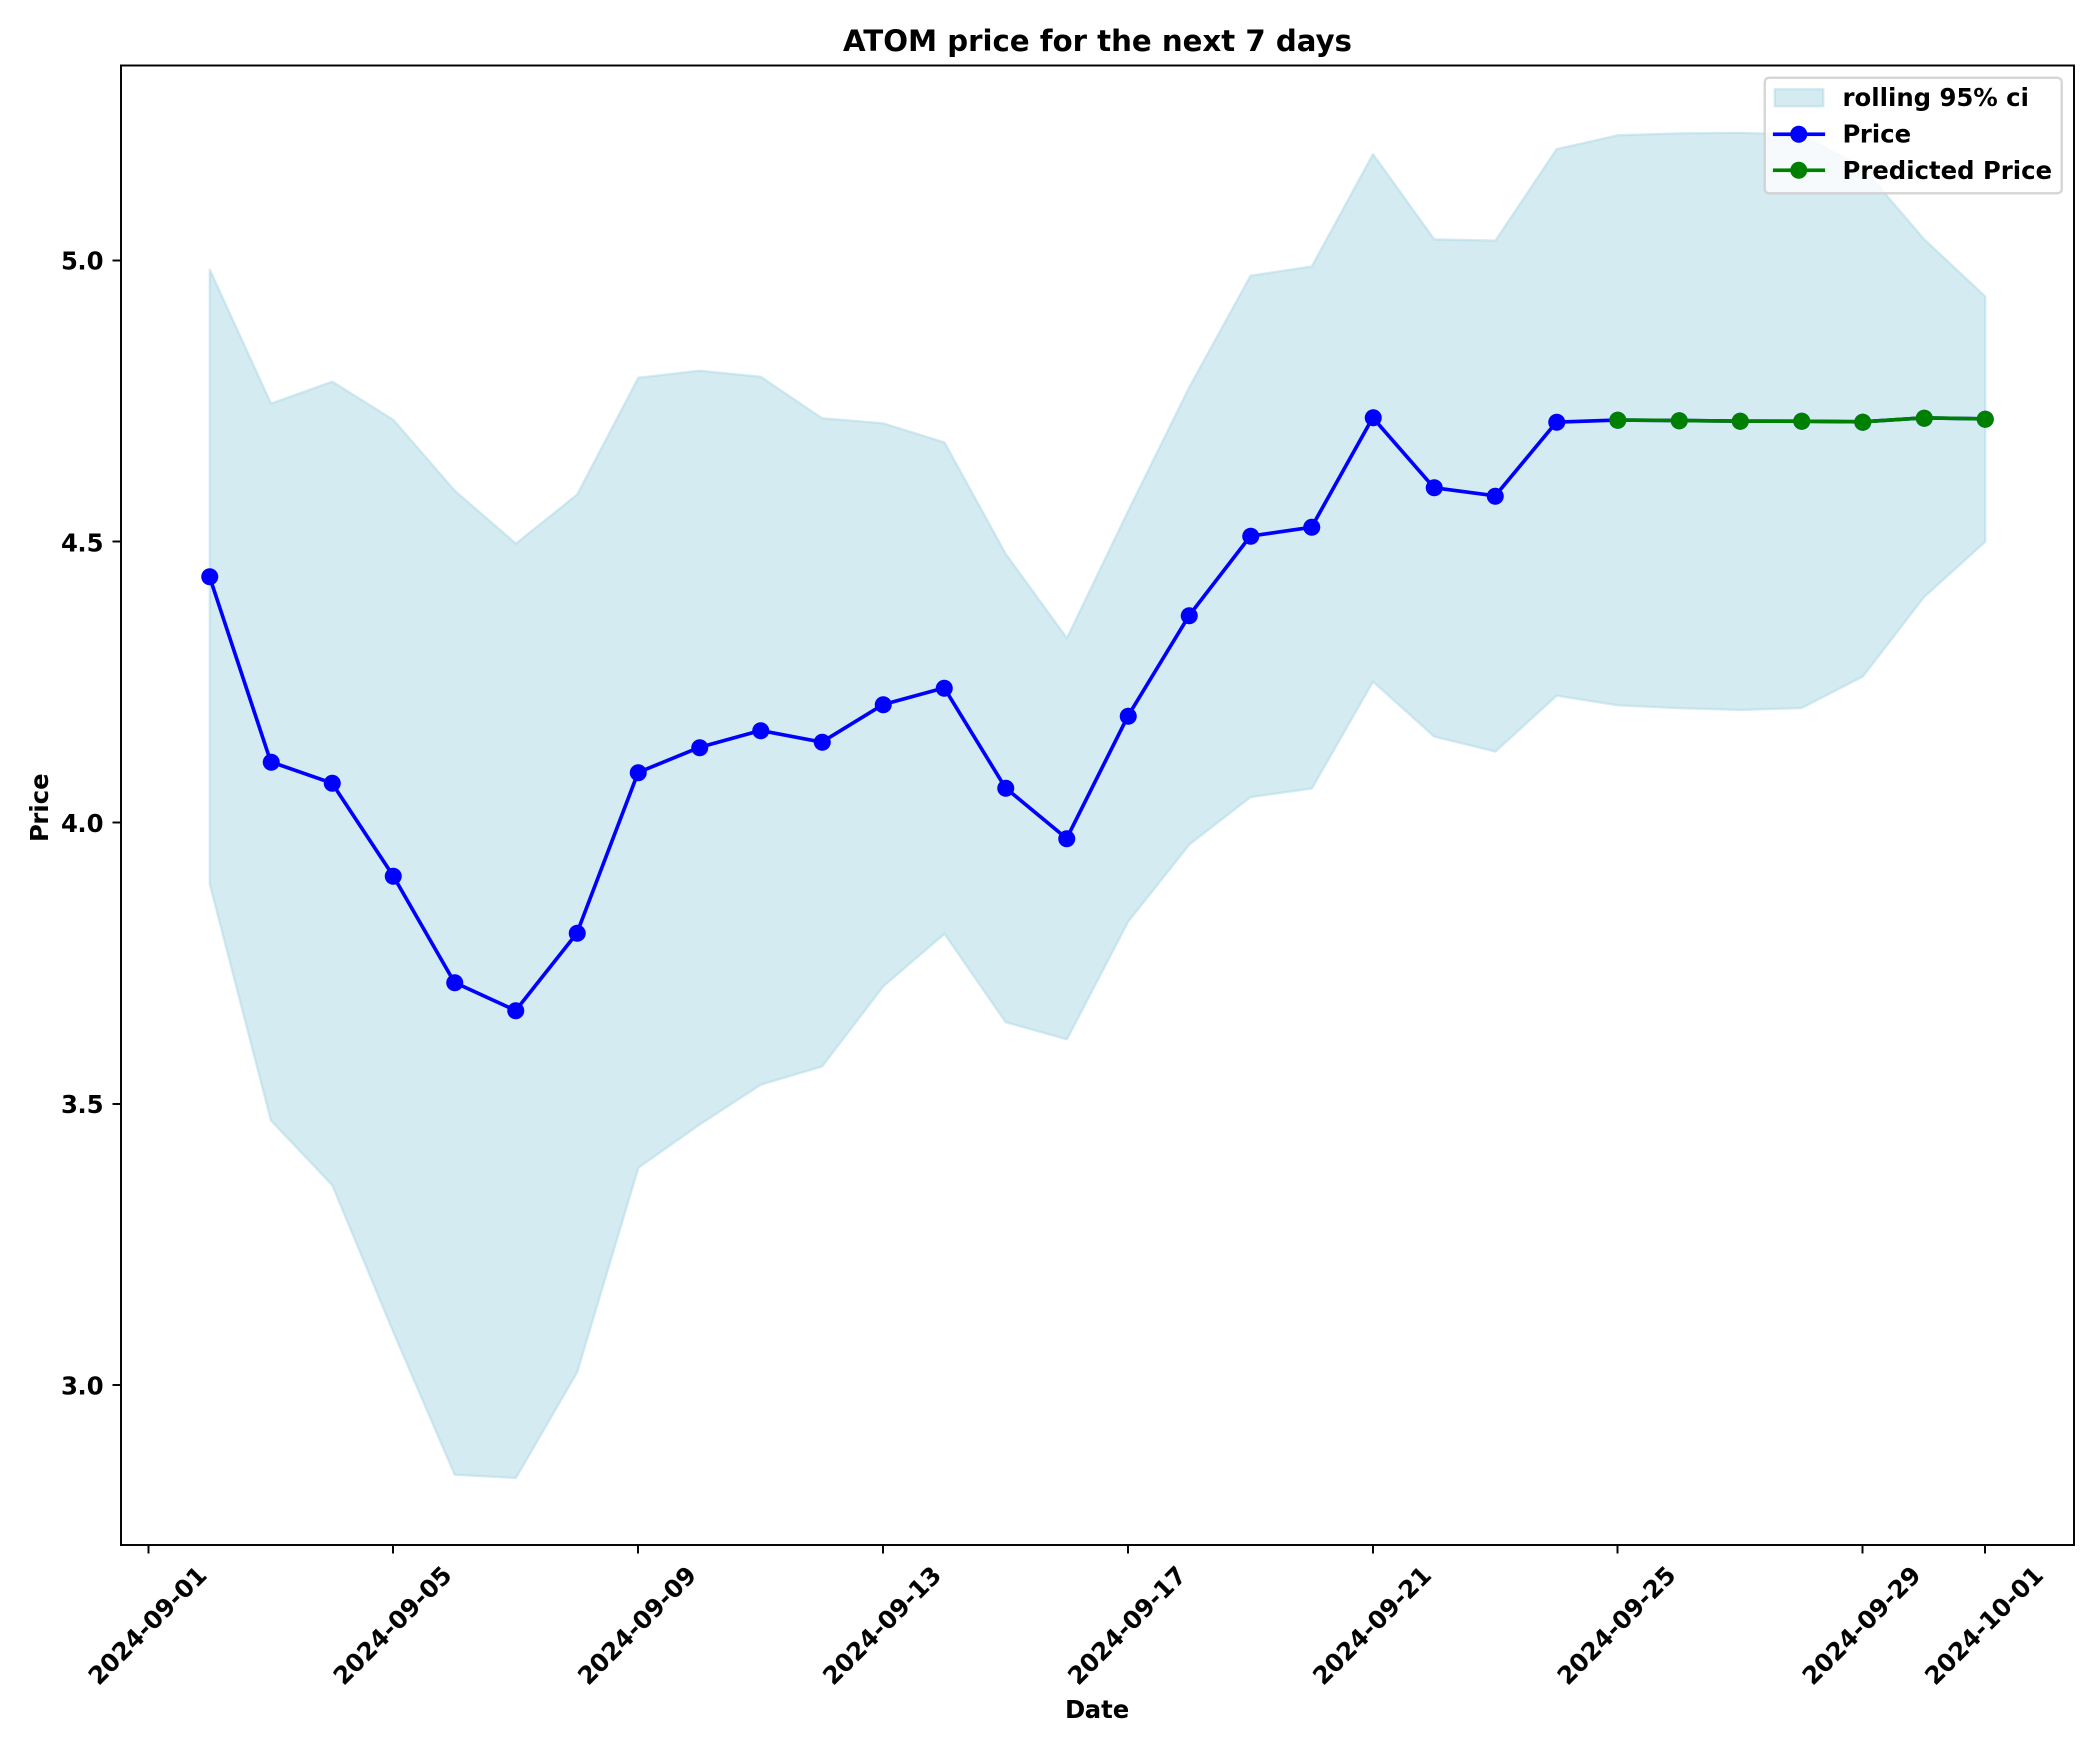 ATOM price for the next 7 days
rolling 95% ci
Price
Predicted Price
5.0
4.5
4.0
3.5
3.0
Price
2024-09-01
2024-09-05
2024-09-09
2024-09-13
2024-09-17
2024-09-21
2024-09-25
2024-09-29
2024-10-01
Date